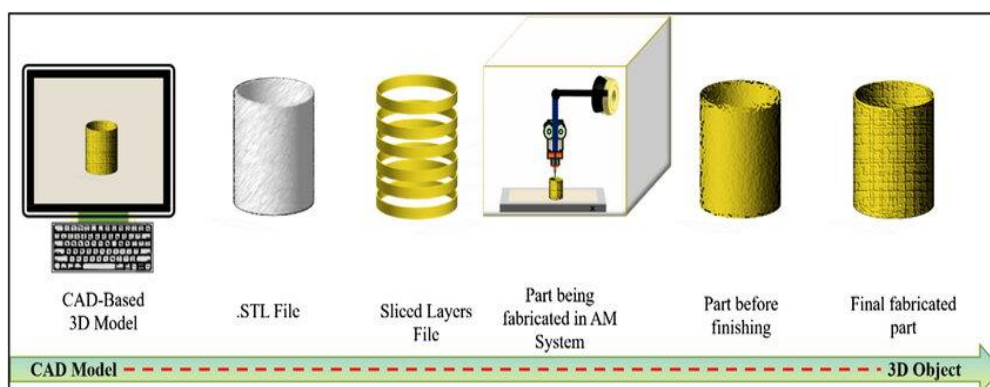 CAD-Based
3D Model
.STL File
Sliced Layers
File
Part being
fabricated in AM
System
Part before
finishing
Final fabricated
part
CAD Model
3D Object